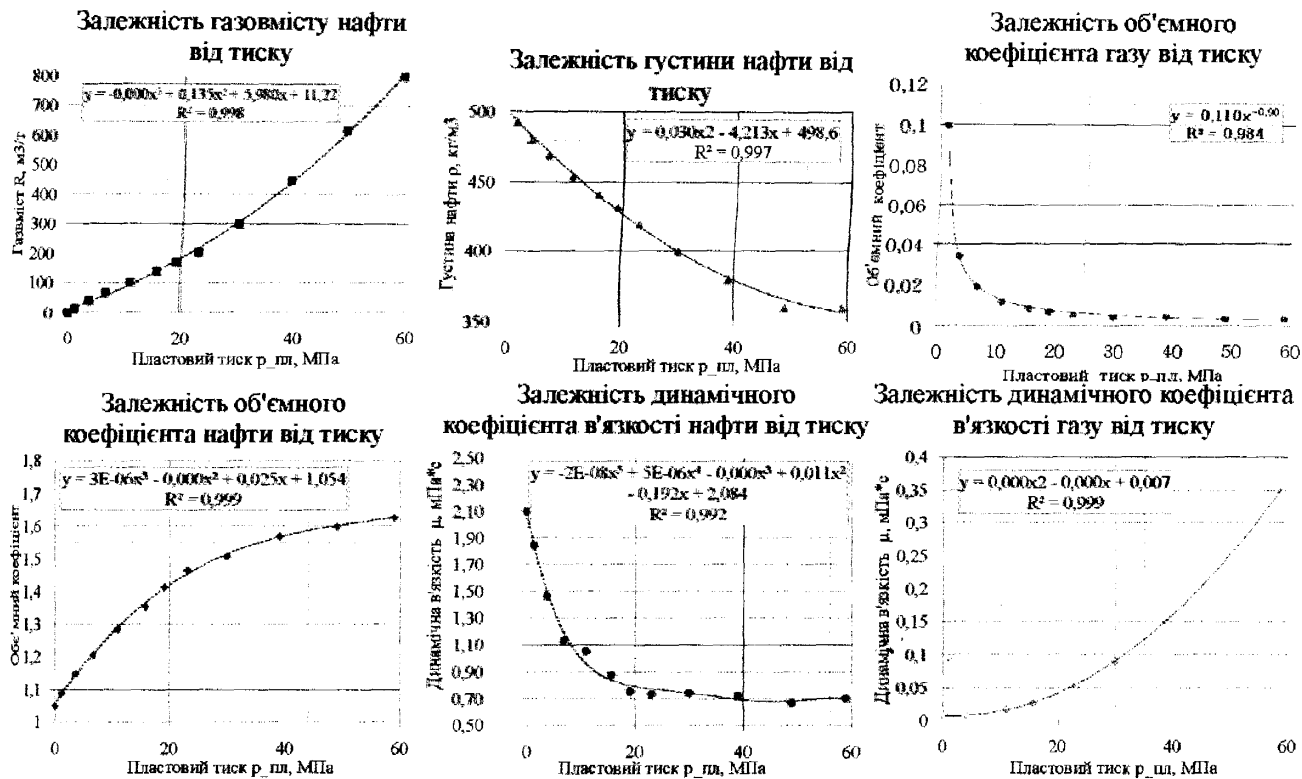 Залежність газовмісту нафти
від тиску
800
700
600
500
400
300
200
100
0
y = -0,000x³ + 0,135x² + 5,980x + 11,22
R² = 0,998
Газвміст R, м3/т
0
20
40
60
Пластовий тиск р_пл, МПа
Залежність густини нафти від
тиску
500
450
400
350
y = 0,030x2 - 4,213x + 498,6
R² = 0,997
Густина нафти ρ, кг/м3
0
20
40
60
Пластовий тиск р_пл, МПа
Залежність об'ємного
коефіцієнта газу від тиску
0,12
0,1
0,08
0,06
0,04
0,02
0
y = 0,110x⁻⁰,⁹⁰
R² = 0,984
Об'ємний коефіцієнт
0
10
20
30
40
50
60
Пластовий тиск р_пл, МПа
Залежність об'ємного
коефіцієнта нафти від тиску
1,8
1,7
1,6
1,5
1,4
1,3
1,2
1,1
1
y = 3E-06x³ - 0,000x² + 0,025x + 1,054
R² = 0,999
коефіцієнт
0
20
40
60
Пластовий тиск р_пл, МПа
Залежність динамічного
коефіцієнта в'язкості нафти від тиску
2,50
2,30
2,10
1,90
1,70
1,50
1,30
1,10
0,90
0,70
0,50
y = -2E-08x⁵ + 5E-06x⁴ - 0,000x³ + 0,011x²
- 0,192x + 2,084
R² = 0,992
Динамічна в'язкість μ, мПа*с
0
20
40
60
Пластовий тиск р_пл, МПа
Залежність динамічного коефіцієнта
в'язкості газу від тиску
0,4
0,35
0,3
0,25
0,2
0,15
0,1
0,05
0
y = 0,000x2 - 0,000x + 0,007
R² = 0,999
Динамічна в'язкість μ, мПа*с
0
20
40
60
Пластовий тиск р_пл, МПа